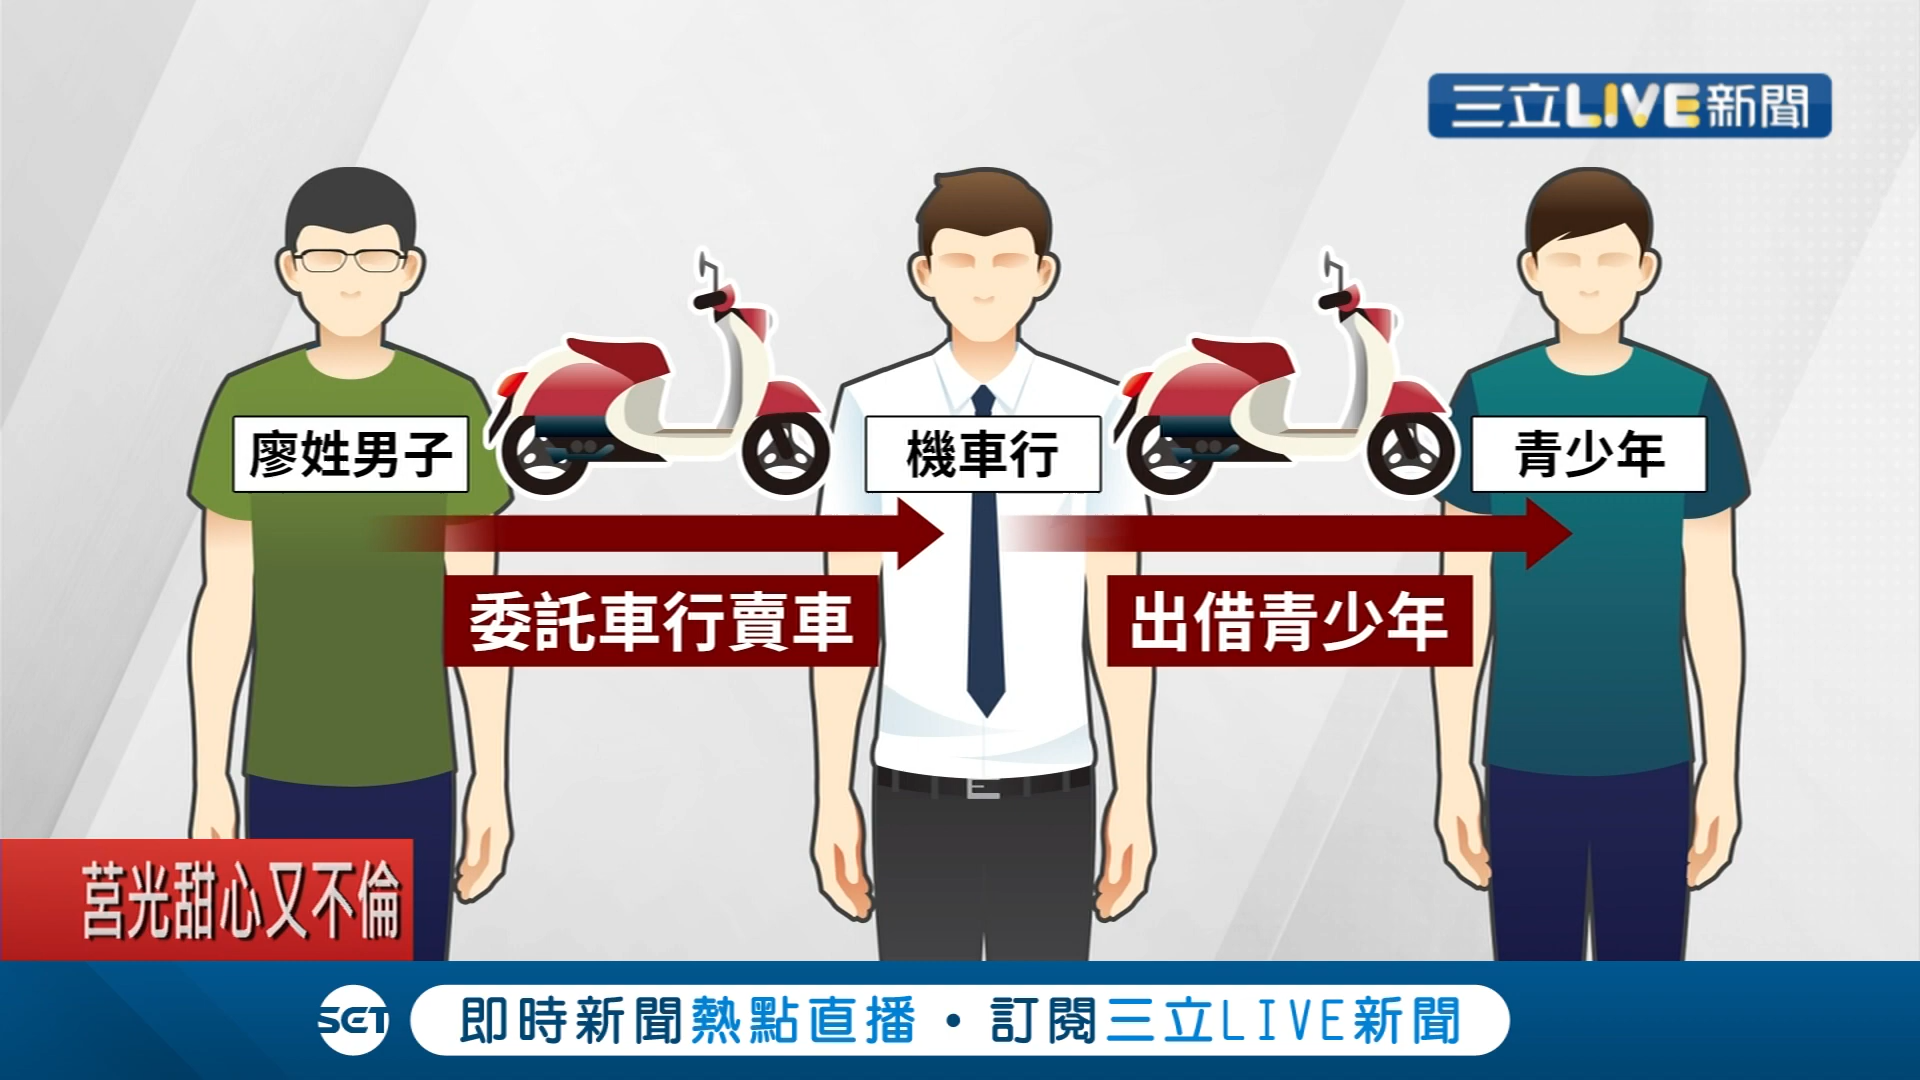 三立LIVE新聞
廖姓男子
機車行
青少年
委託車行賣車
出借青少年
莒光甜心又不倫
SET
即時新聞熱點直播・訂閱三立LIVE新聞